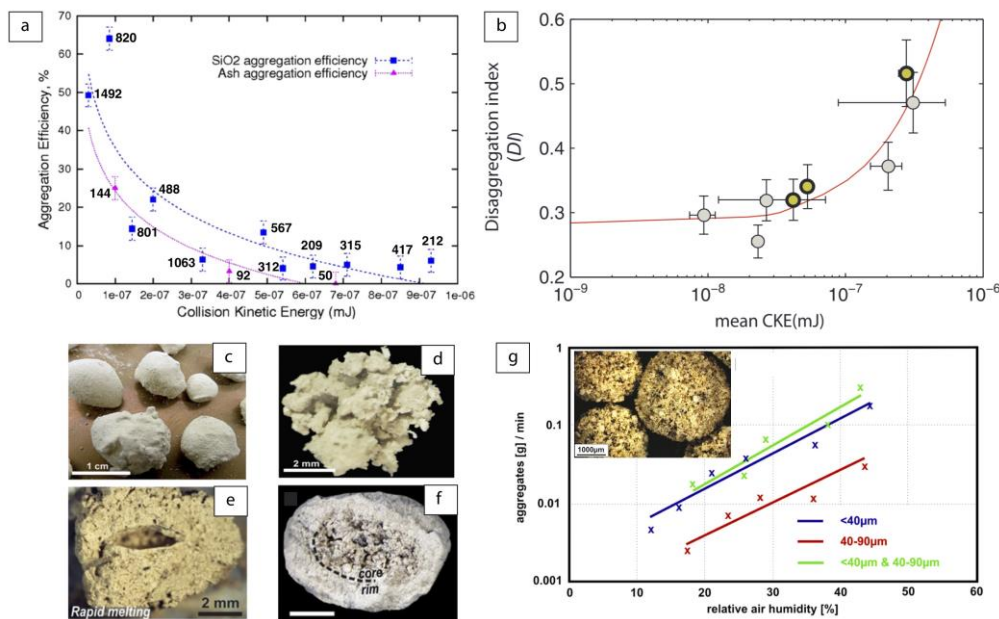 a
70
60
50
40
30
20
10
0
Aggregation Efficiency, %
820
1492
144
801
488
1063
92
567
312
209
50
315
417
212
SiO2 aggregation efficiency
Ash aggregation efficiency
0 1e-07 2e-07 3e-07 4e-07 5e-07 6e-07 7e-07 8e-07 9e-07 1e-06
Collision Kinetic Energy (mJ)
b
0.6
0.5
0.4
0.3
0.2
Disaggregation index
(DI)
10⁻⁹ 10⁻⁸ 10⁻⁷ 10⁻⁶
mean CKE(mJ)
c
1 cm
d
2 mm
e
Rapid melting
2 mm
f
core
rim
g
1
0.1
0.01
0.001
aggregates [g] / min
1000µm
<40µm
40-90µm
<40µm & 40-90µm
0 10 20 30 40 50 60
relative air humidity [%]